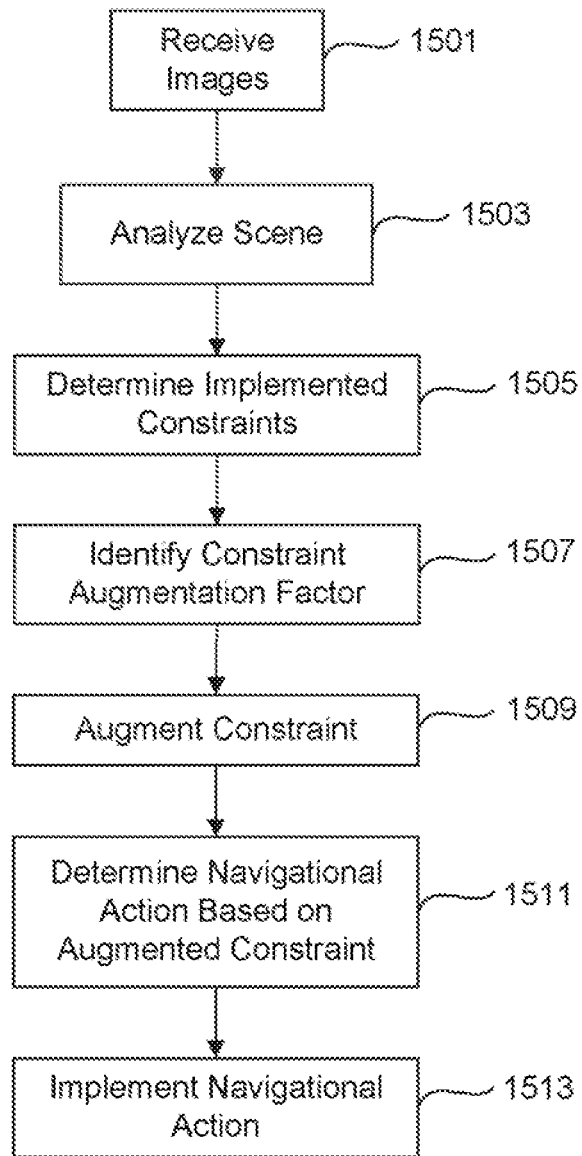 Receive
Images
1501
Analyze Scene
1503
Determine Implemented
Constraints
1505
Identify Constraint
Augmentation Factor
1507
Augment Constraint
1509
Determine Navigational
Action Based on
Augmented Constraint
1511
Implement Navigational
Action
1513